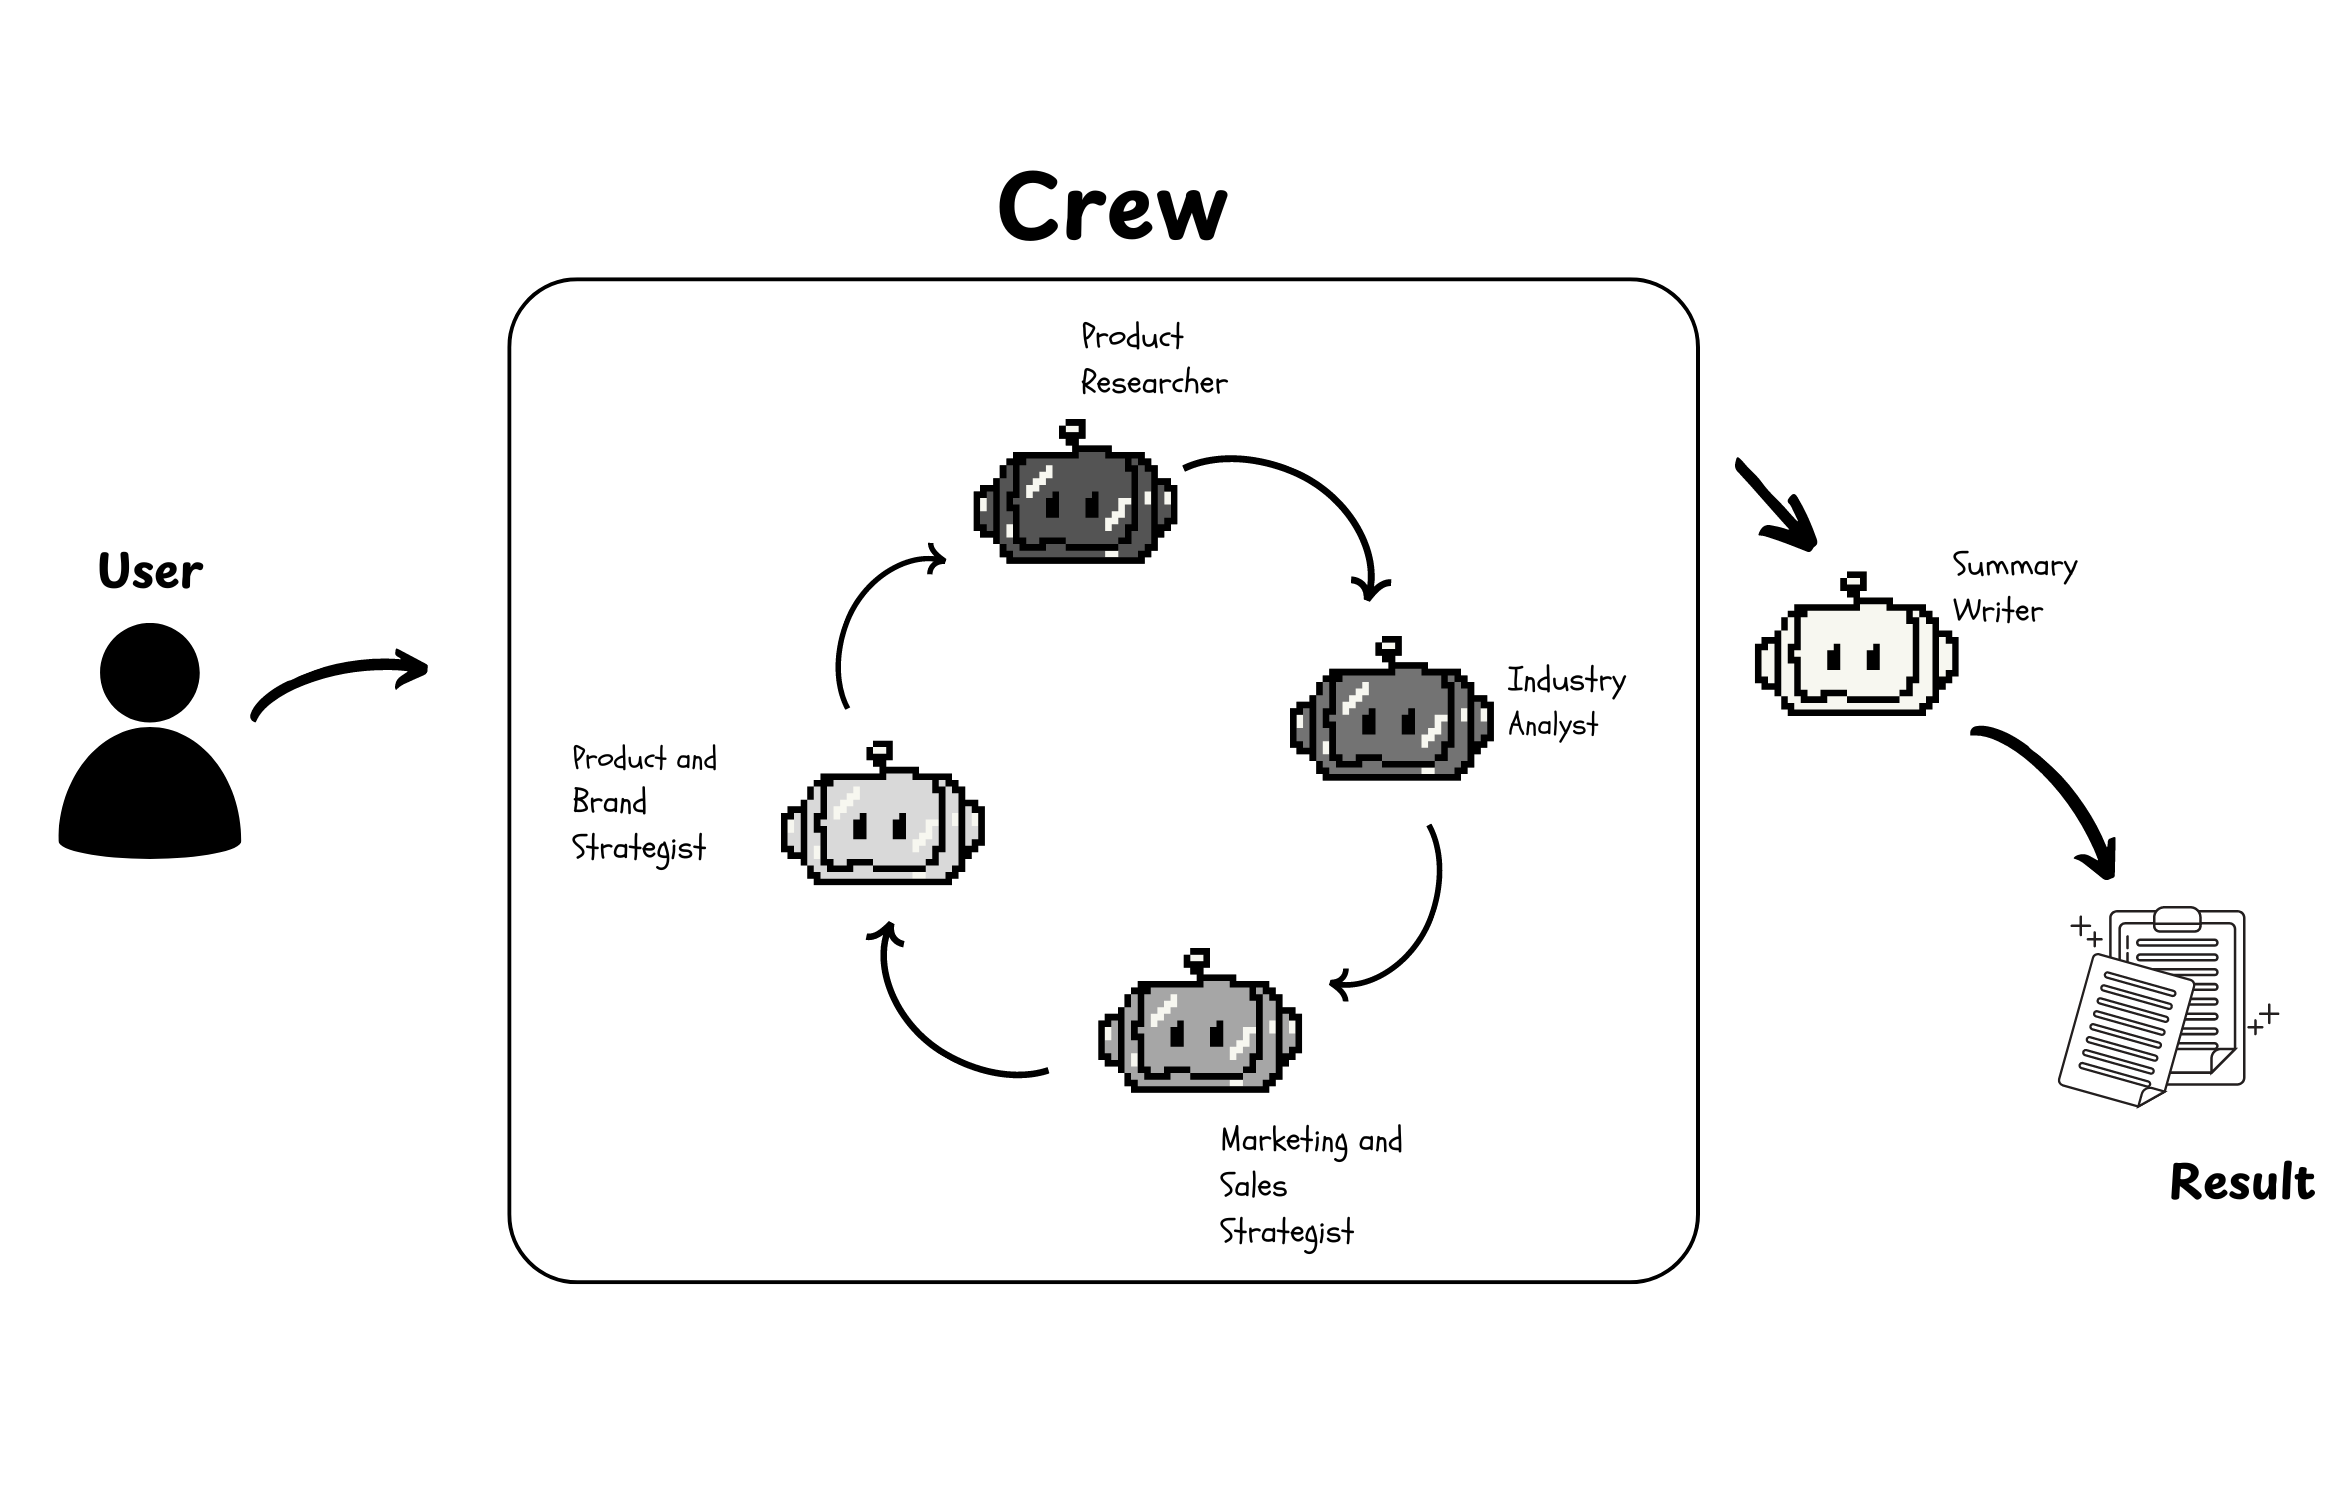 Crew
Product
Researcher
User
Industry
Analyst
Summary
Writer
Product and
Brand
Strategist
Marketing and
Sales
Strategist
Result